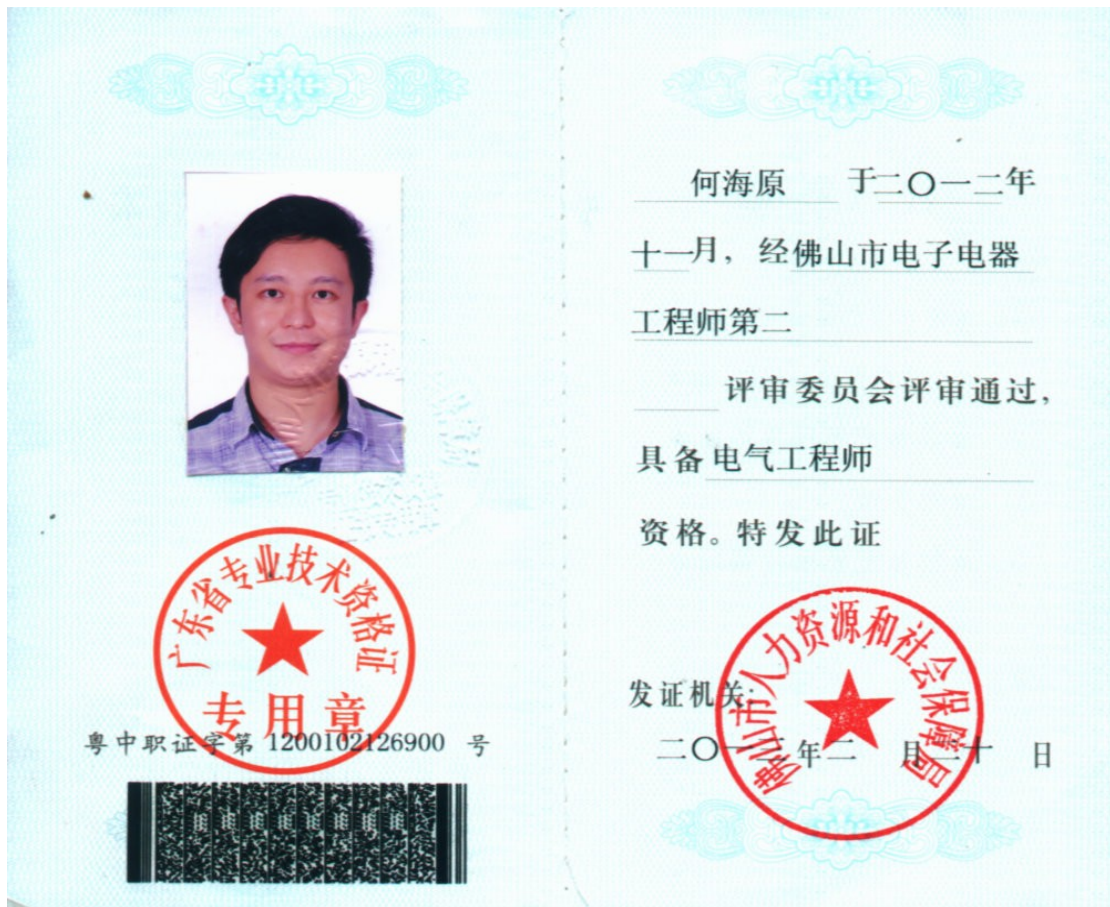 广东省专业技术资格证
专用章
粤中职证字第 1200102126900 号
何海原 于二〇一二年
十一月，经佛山市电子电器
工程师第二
评审委员会评审通过，
具备电气工程师
资格。特发此证
佛山市人力资源和社会保障局
发证机关：
二〇一三年二月二十日